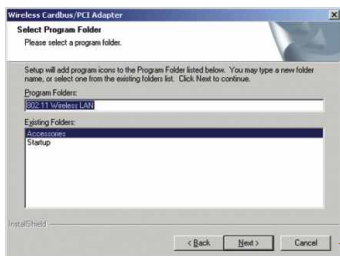 Wireless Cardbus/PCI Adapter
Select Program Folder
Please select a program folder.
Setup will add program icons to the Program Folder listed below. You may type a new folder
name, or select one from the existing folders list. Click Next to continue.
Program Folders:
802.11 Wireless LAN
Existing Folders:
Accessories
Startup
InstallShield
< Back Next > Cancel